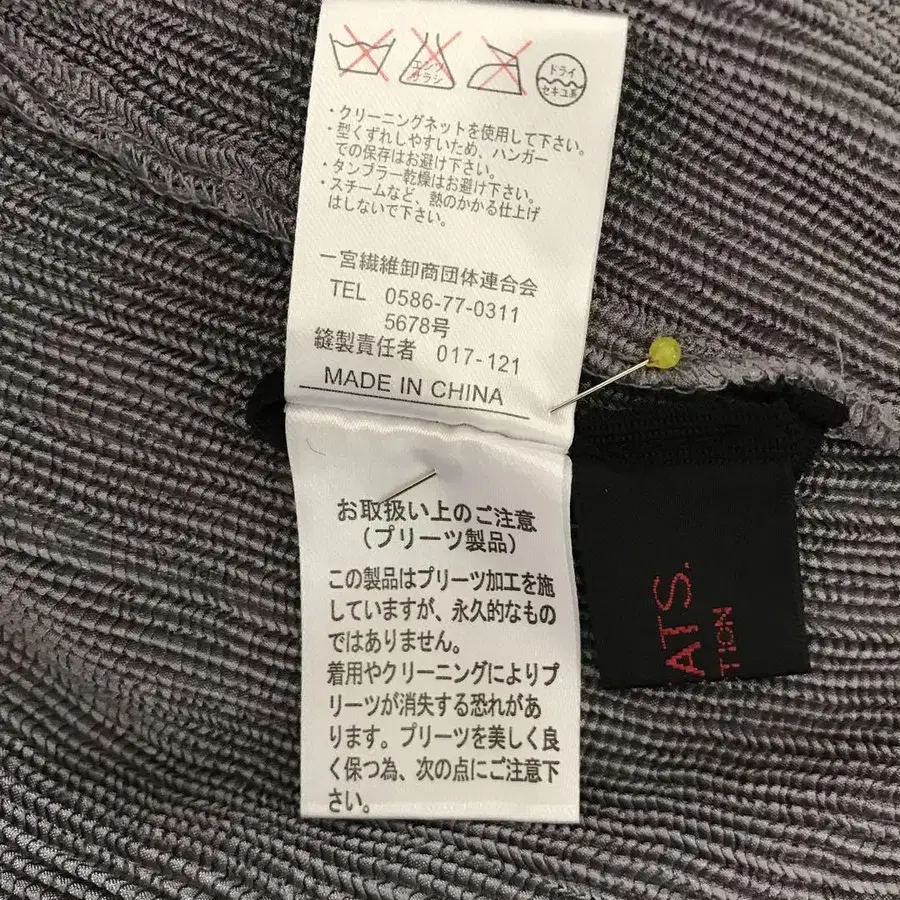 エンソ
サラシ
ドライ
セキユ系
・クリーニングネットを使用して下さい。
・型くずれしやすいため、ハンガー
での保存はお避け下さい。
・タンブラー乾燥はお避け下さい。
・スチームなど、熱のかかる仕上げ
はしないで下さい。
一宮繊維卸商団体連合会
TEL 0586-77-0311
5678号
縫製責任者 017-121
MADE IN CHINA
お取扱い上のご注意
(プリーツ製品)
この製品はプリーツ加工を施
していますが、永久的なもの
ではありません。
着用やクリーニングによりプ
リーツが消失する恐れがあ
ります。プリーツを美しく良
く保つ為、次の点にご注意下
さい。
ATS.
TION